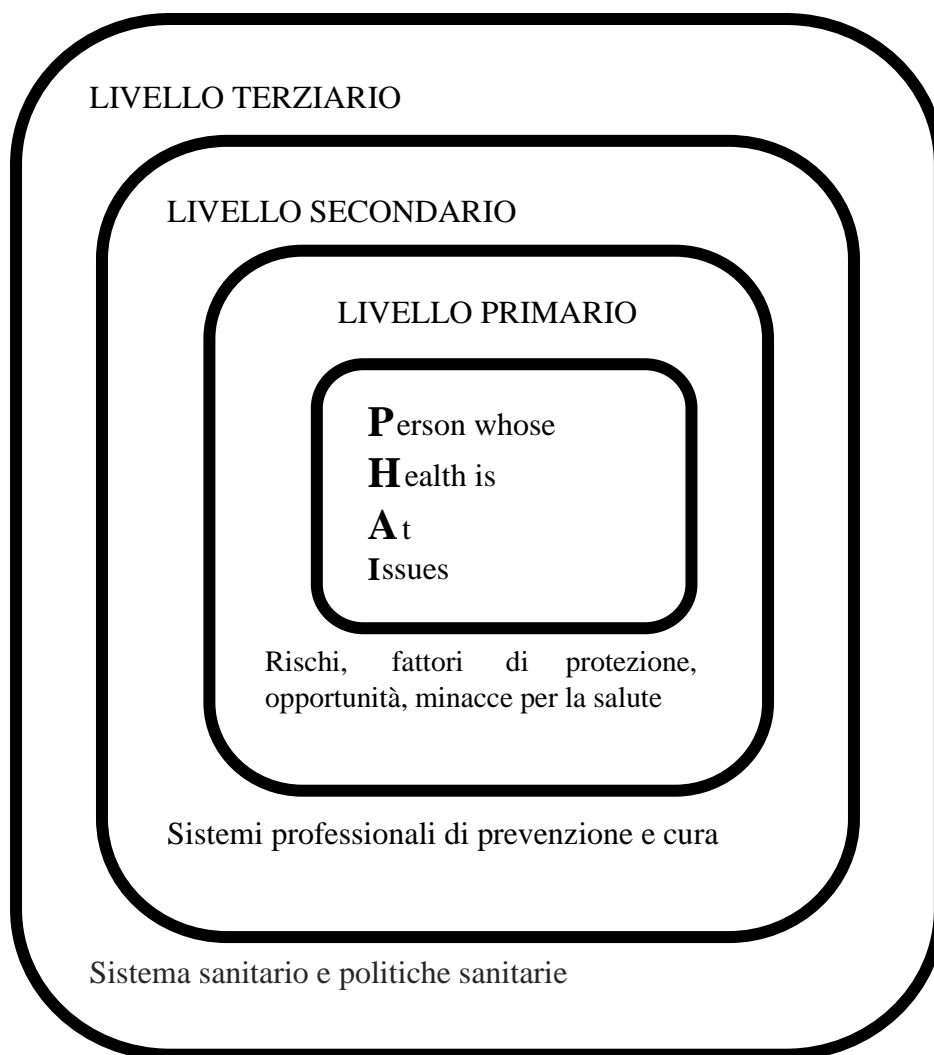 LIVELLO TERZIARIO
LIVELLO SECONDARIO
LIVELLO PRIMARIO
Person whose
Health is
At
Issues
Rischi, fattori di protezione,
opportunità, minacce per la salute
Sistemi professionali di prevenzione e cura
Sistema sanitario e politiche sanitarie